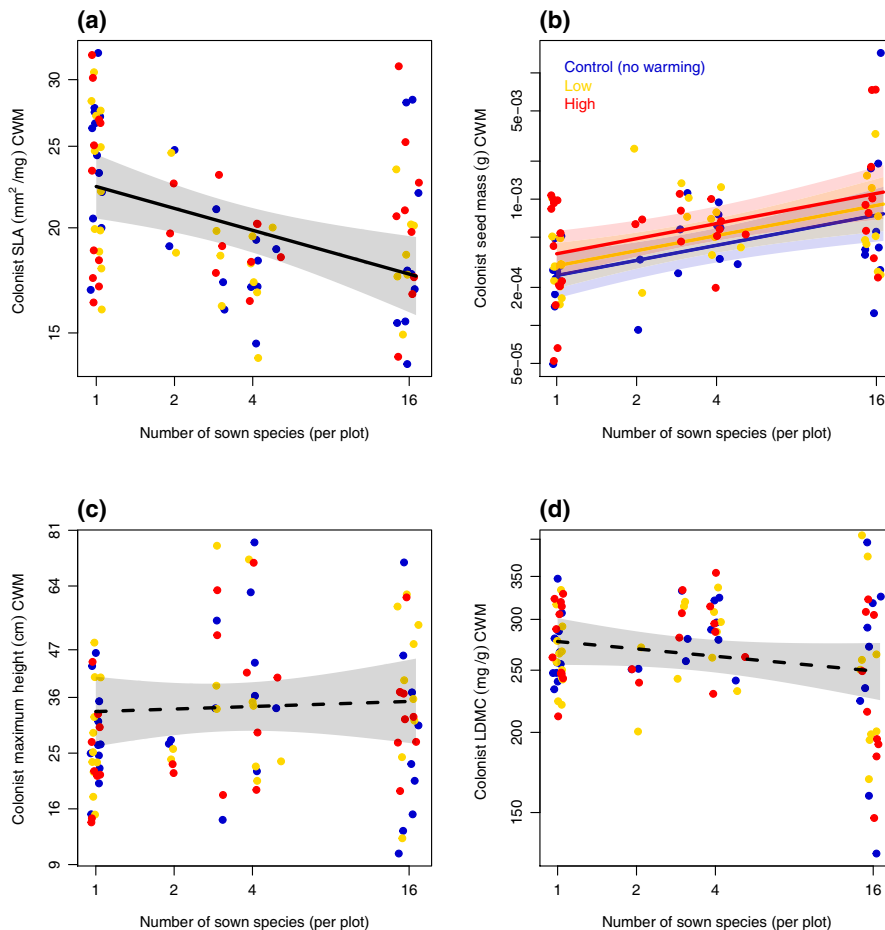 (a)
Colonist SLA (mm²/mg) CWM
30
25
20
15
1 2 4 16
Number of sown species (per plot)
(b)
Control (no warming)
Low
High
Colonist seed mass (g) CWM
5e-03
1e-03
2e-04
5e-05
1 2 4 16
Number of sown species (per plot)
(c)
Colonist maximum height (cm) CWM
81
64
47
36
25
16
9
1 2 4 16
Number of sown species (per plot)
(d)
Colonist LDMC (mg /g) CWM
350
300
250
200
150
1 2 4 16
Number of sown species (per plot)